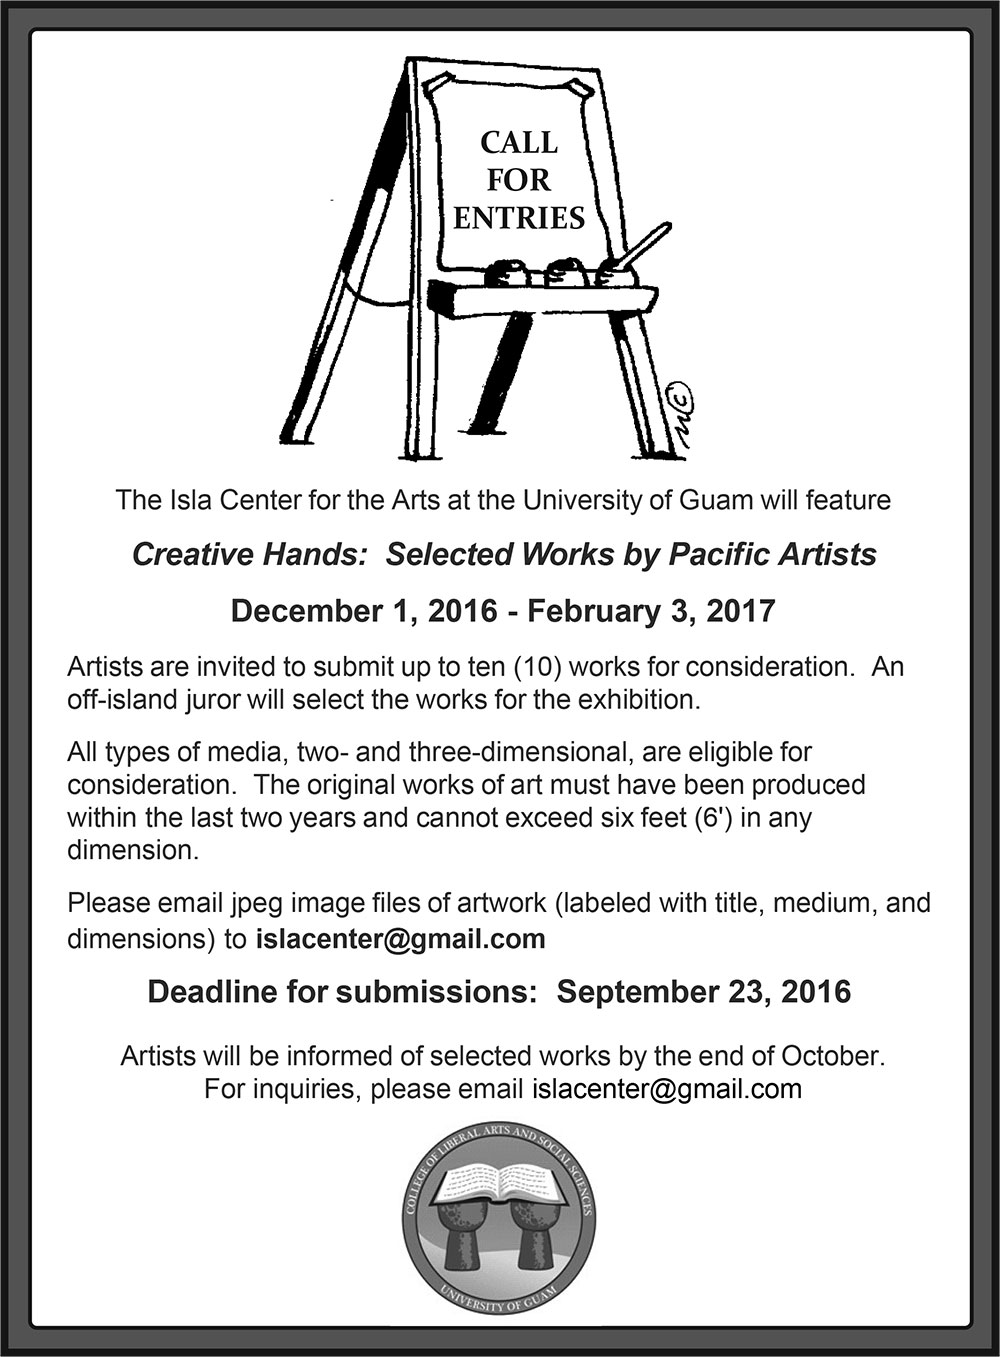 CALL
FOR
ENTRIES
The Isla Center for the Arts at the University of Guam will feature
Creative Hands:  Selected Works by Pacific Artists
December 1, 2016 - February 3, 2017
Artists are invited to submit up to ten (10) works for consideration.  An
off-island juror will select the works for the exhibition.
All types of media, two- and three-dimensional, are eligible for
consideration.  The original works of art must have been produced
within the last two years and cannot exceed six feet (6') in any
dimension.
Please email jpeg image files of artwork (labeled with title, medium, and
dimensions) to islacenter@gmail.com
Deadline for submissions:  September 23, 2016
Artists will be informed of selected works by the end of October.
For inquiries, please email islacenter@gmail.com
COLLEGE OF LIBERAL ARTS AND SOCIAL SCIENCES
UNIVERSITY OF GUAM